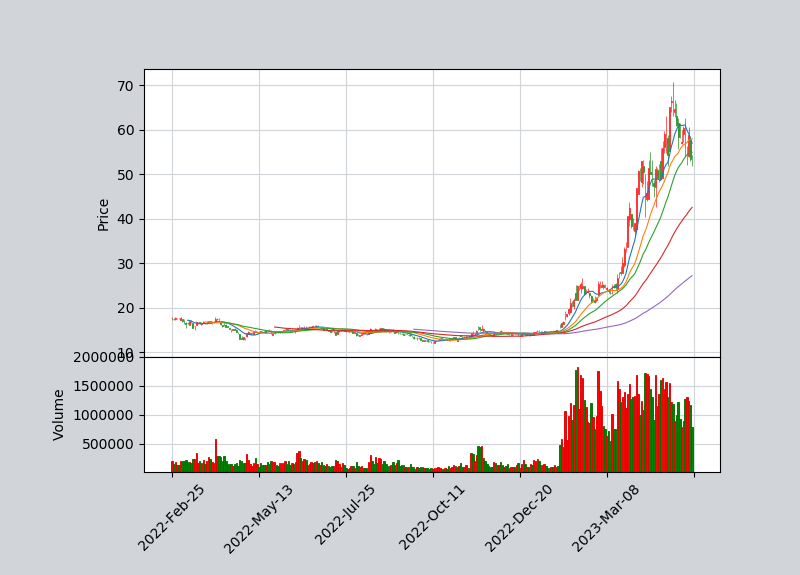 70
60
50
40
30
20
10
Price
2000000
1500000
1000000
500000
Volume
2022-Feb-25
2022-May-13
2022-Jul-25
2022-Oct-11
2022-Dec-20
2023-Mar-08